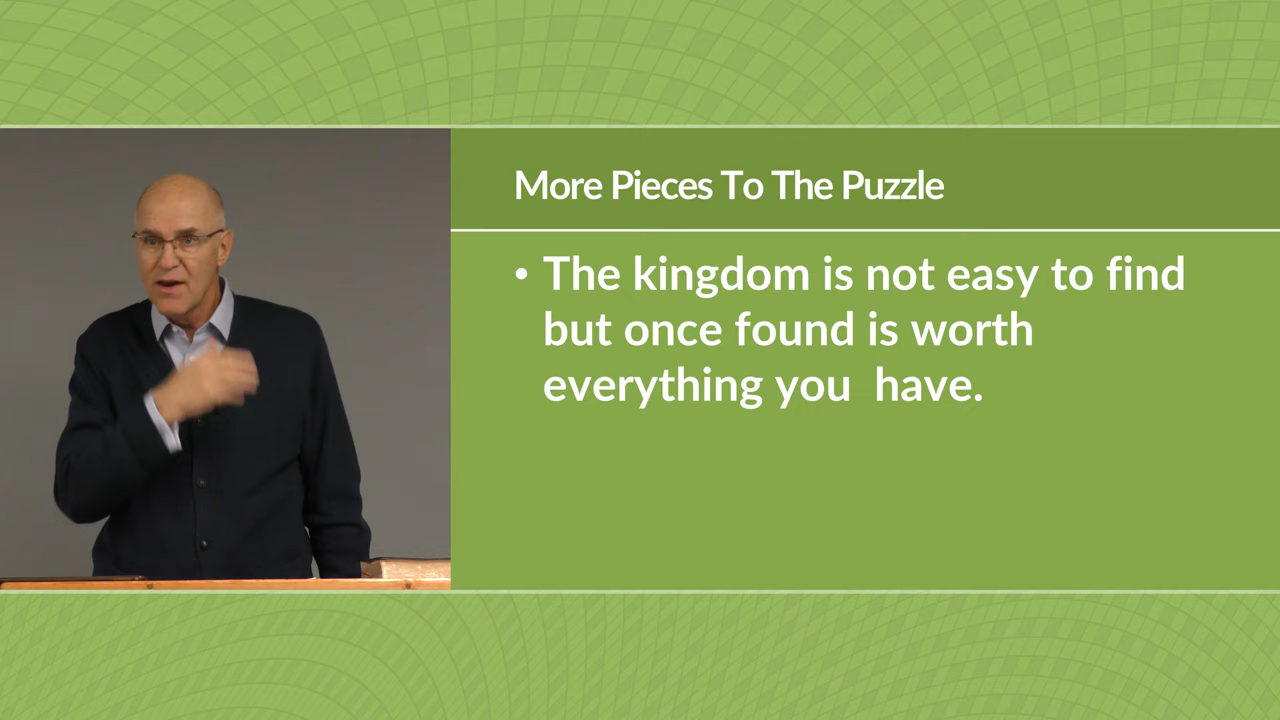 More Pieces To The Puzzle
• The kingdom is not easy to find
but once found is worth
everything you  have.